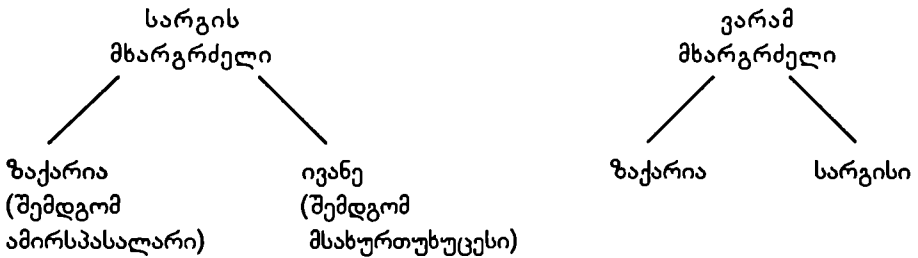 სარგის
მხარგრძელი
ვარამ
მხარგრძელი
ზაქარია
(შემდგომ
ამირსპასალარი)
ივანე
(შემდგომ
მსახურთუხუცესი)
ზაქარია
სარგისი